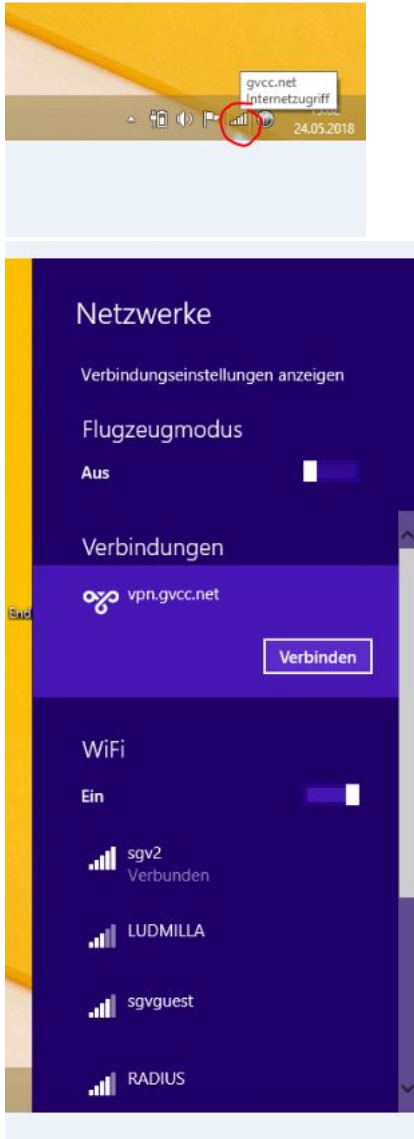 gvcc.net
Internetzugriff
24.05.2018
Netzwerke
Verbindungseinstellungen anzeigen
Flugzeugmodus
Aus
Verbindungen
End
vpn.gvcc.net
Verbinden
WiFi
Ein
sgv2
Verbunden
LUDMILLA
sgvguest
RADIUS